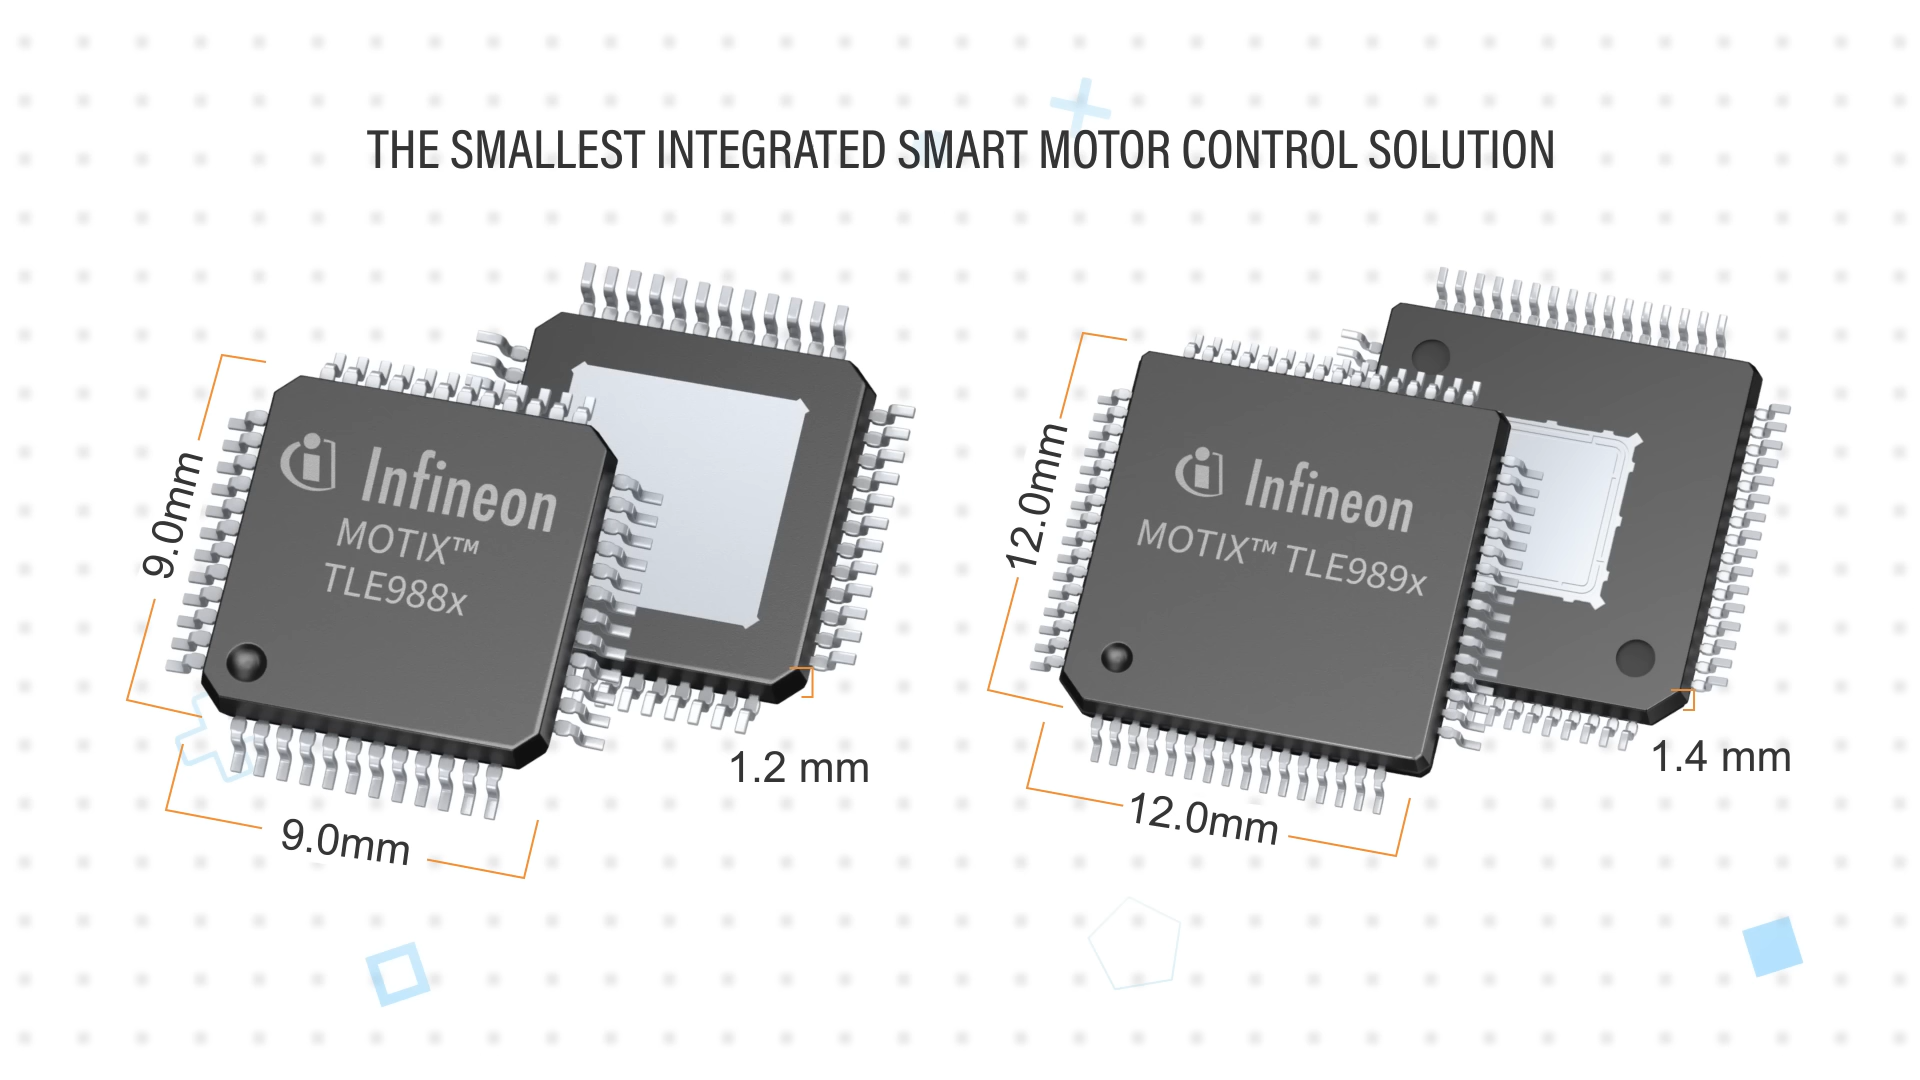 THE SMALLEST INTEGRATED SMART MOTOR CONTROL SOLUTION
9.0mm
Infineon
MOTIX™
TLE988x
9.0mm
1.2 mm
12.0mm
Infineon
MOTIX™ TLE989x
12.0mm
1.4 mm